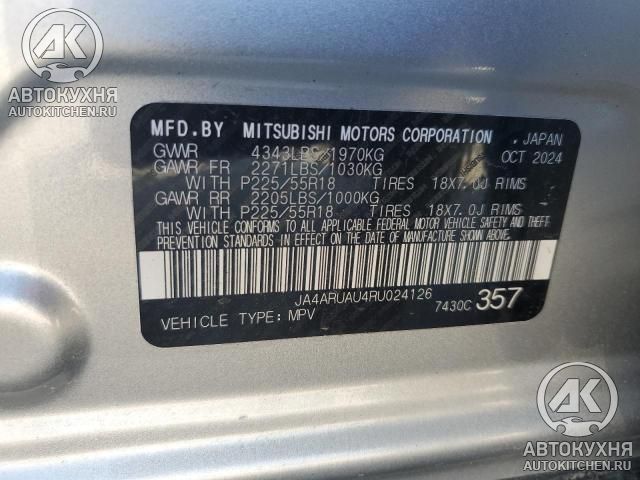 АК
АВТОКУХНЯ
AUTOKITCHEN.RU
MFD.BY MITSUBISHI MOTORS CORPORATION , JAPAN
GVWR 4343LBS/1970KG OCT 2024
GAWR FR 2271LBS/1030KG
WITH P225/55R18 TIRES 18X7.0J RIMS
GAWR RR 2205LBS/1000KG
WITH P225/55R18 TIRES 18X7.0J RIMS
THIS VEHICLE CONFORMS TO ALL APPLICABLE FEDERAL MOTOR VEHICLE SAFETY AND THEFT
PREVENTION STANDARDS IN EFFECT ON THE DATE OF MANUFACTURE SHOWN ABOVE.
JA4ARUAU4RU024126
7430C 357
VEHICLE TYPE: MPV
АК
АВТОКУХНЯ
AUTOKITCHEN.RU